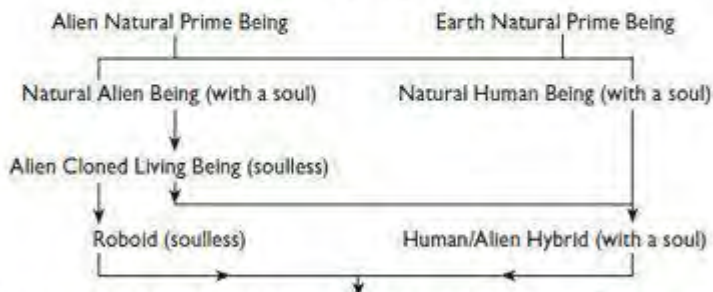 Alien Natural Prime Being Earth Natural Prime Being
Natural Alien Being (with a soul) Natural Human Being (with a soul)
Alien Cloned Living Being (soulless)
Roboid (soulless) Human/Alien Hybrid (with a soul)